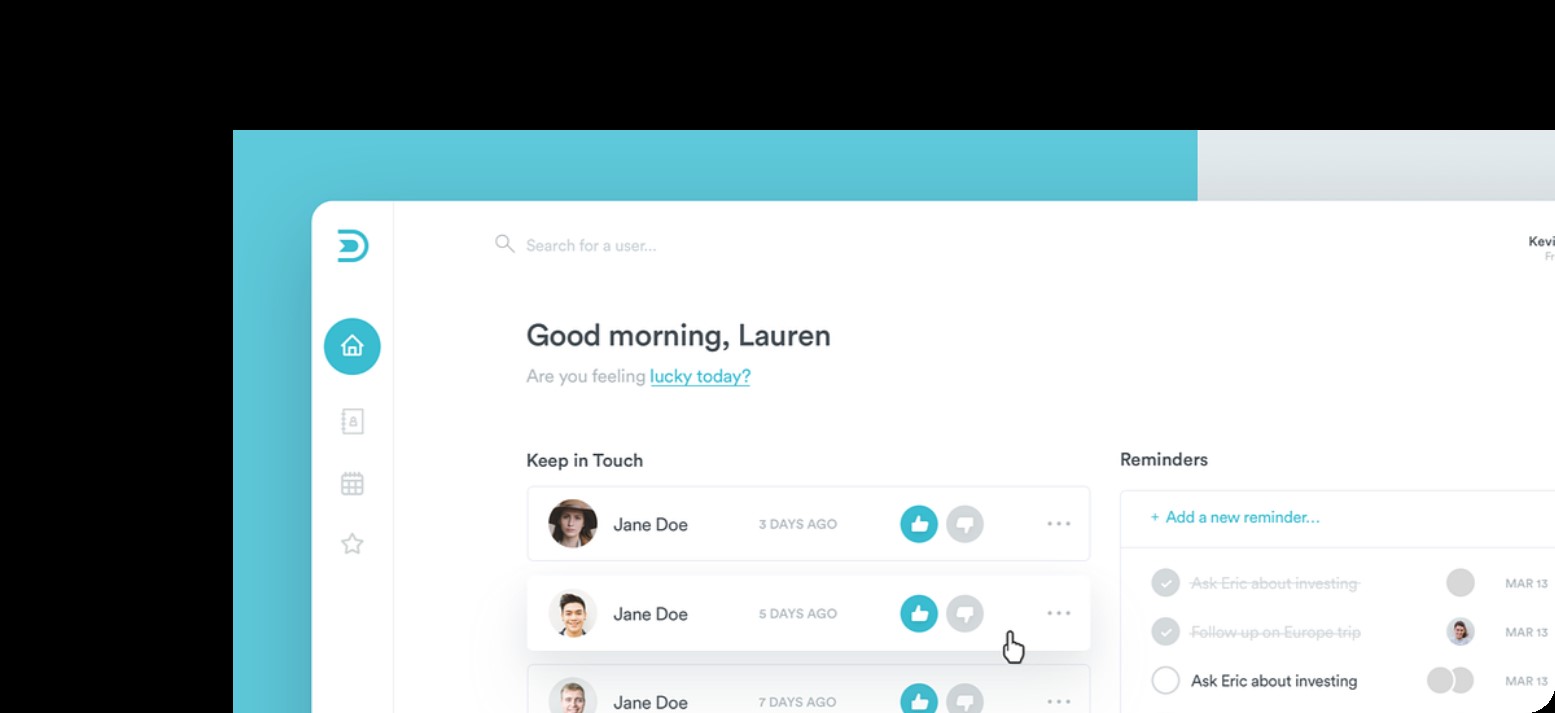 Search for a user...
Kevi
Fr
Good morning, Lauren
Are you feeling lucky today?
Keep in Touch
Jane Doe 3 DAYS AGO
Jane Doe 5 DAYS AGO
Jane Doe 7 DAYS AGO
Reminders
+ Add a new reminder...
Ask Eric about investing MAR 13
Follow up on Europe trip MAR 13
Ask Eric about investing MAR 13